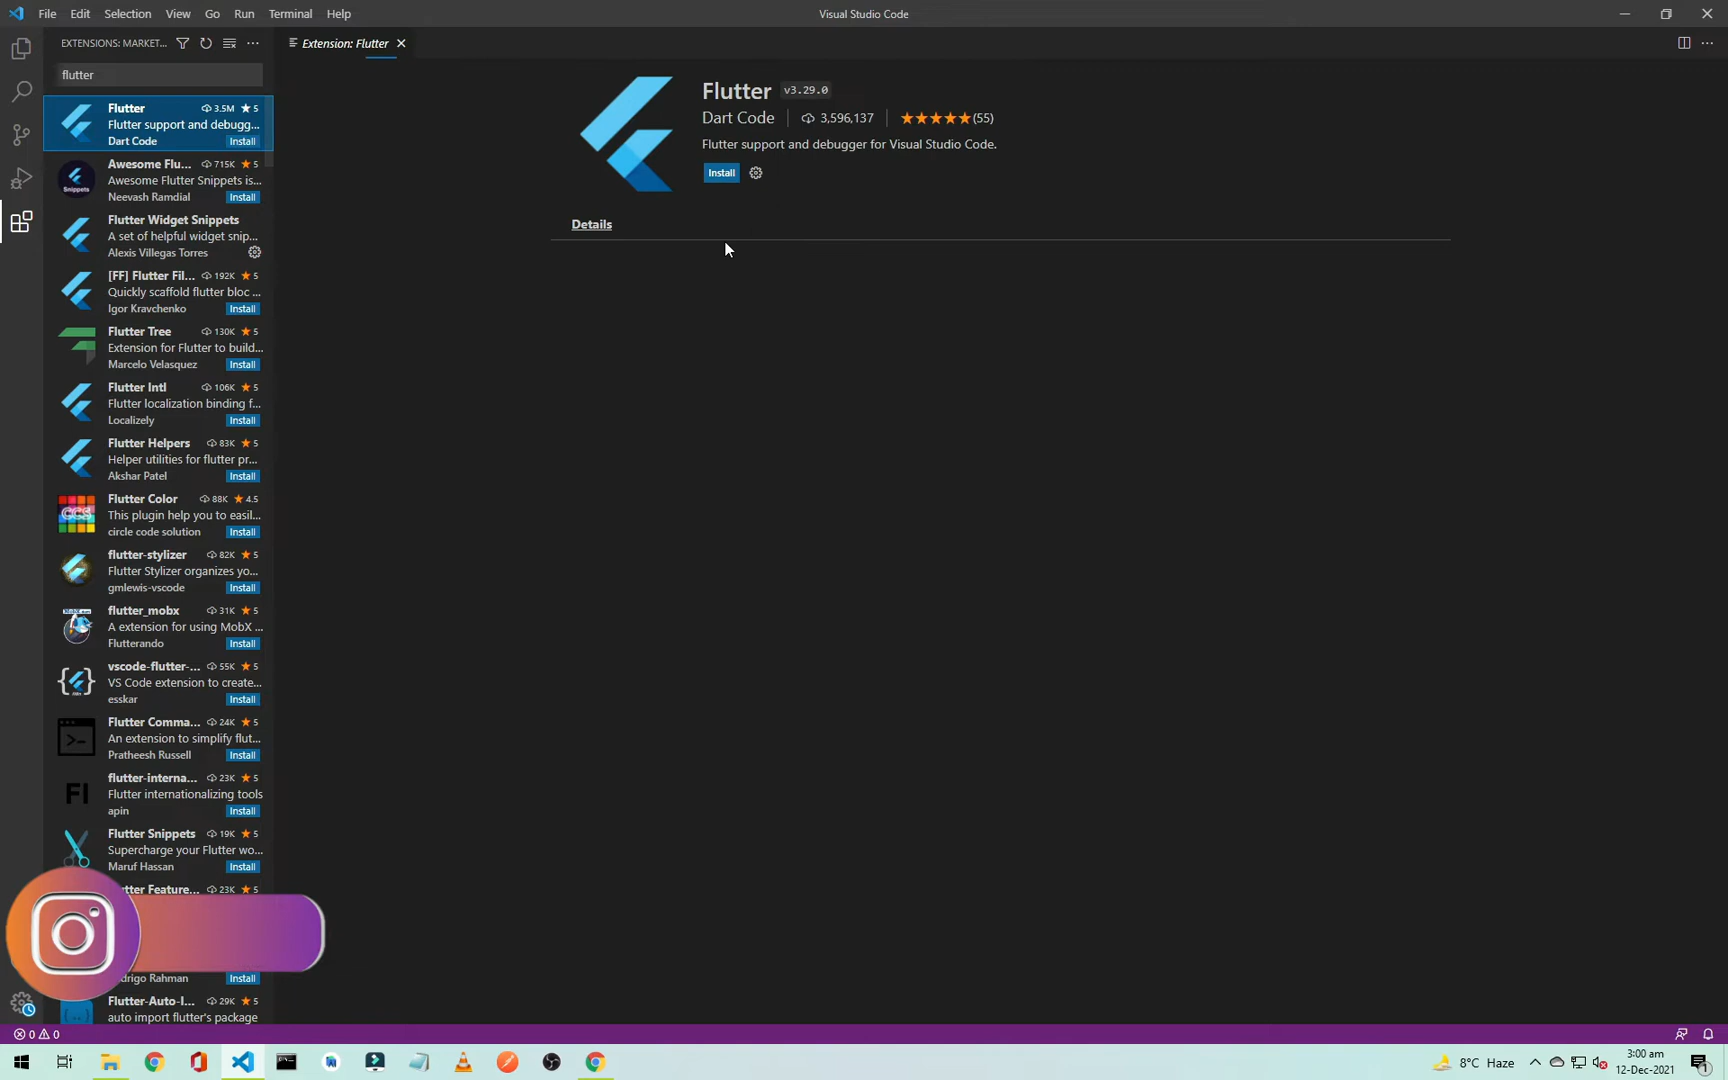 File Edit Selection View Go Run Terminal Help
Visual Studio Code
EXTENSIONS: MARKET...
Extension: Flutter
flutter
Flutter 3.5M 5
Flutter support and debugg...
Dart Code Install
Awesome Flu... 715K 5
Awesome Flutter Snippets is...
Neevash Ramdial Install
Snippets
Flutter Widget Snippets
A set of helpful widget snip...
Alexis Villegas Torres
[FF] Flutter Fil... 192K 5
Quickly scaffold flutter bloc ...
Igor Kravchenko Install
Flutter Tree 130K 5
Extension for Flutter to build...
Marcelo Velasquez Install
Flutter Intl 106K 5
Flutter localization binding f...
Localizely Install
Flutter Helpers 83K 5
Helper utilities for flutter pr...
Akshar Patel Install
Flutter Color 88K 4.5
This plugin help you to easil...
circle code solution Install
CCS
flutter-stylizer 82K 5
Flutter Stylizer organizes yo...
gmlewis-vscode Install
flutter_mobx 31K 5
A extension for using MobX ...
Flutterando Install
vscode-flutter-... 55K 5
VS Code extension to create...
esskar Install
Flutter Comma... 24K 5
An extension to simplify flut...
Pratheesh Russell Install
flutter-interna... 23K 5
Flutter internationalizing tools
apin Install
FI
Flutter Snippets 19K 5
Supercharge your Flutter wo...
Maruf Hassan Install
tter Feature... 23K 5
drigo Rahman Install
Flutter-Auto-I... 29K 5
auto import flutter's package
Flutter v3.29.0
Dart Code 3,596,137 ★★★★★(55)
Flutter support and debugger for Visual Studio Code.
Install
Details
0 0
8°C Haze
3:00 am
12-Dec-2021
1